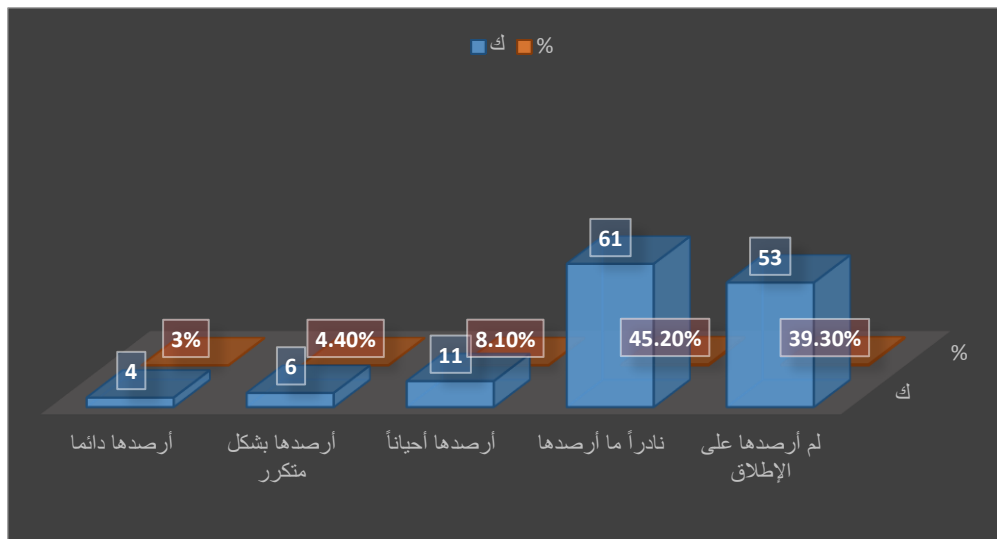 ك %
61
53
3% 4.40% 8.10% 45.20% 39.30%
4 6 11
%
ك
أرصدها دائما
أرصدها بشكل
متكرر
أرصدها أحياناً
نادراً ما أرصدها
لم أرصدها على
الإطلاق